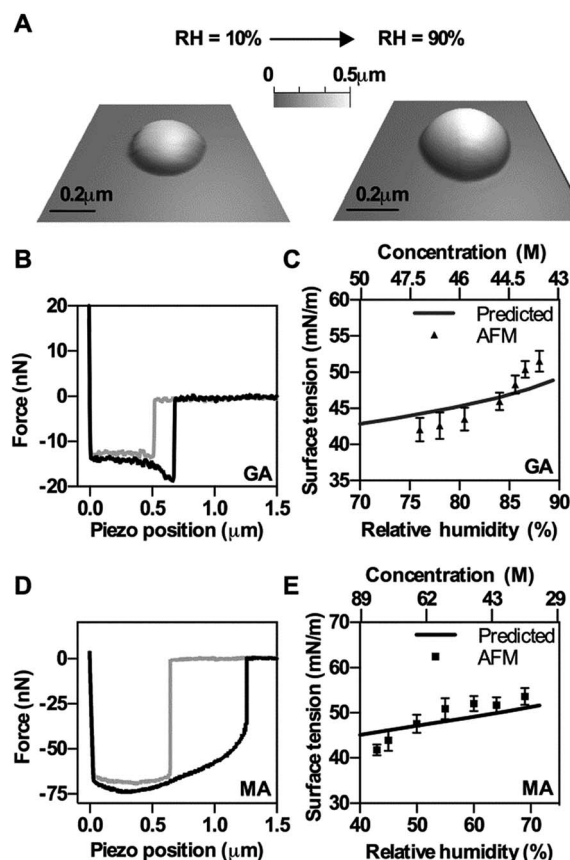 A
RH = 10% RH = 90%
0 0.5μm
0.2μm 0.2μm
B
20
10
0
-10
-20
Force (nN)
0.0 0.5 1.0 1.5
Piezo position (μm)
GA
C
Concentration (M)
50 47.5 46 44.5 43
60
55
50
45
40
35
Surface tension (mN/m)
Predicted
AFM
GA
70 75 80 85 90
Relative humidity (%)
D
0
-25
-50
-75
Force (nN)
0.0 0.5 1.0 1.5
Piezo position (μm)
MA
E
Concentration (M)
89 62 43 29
70
60
50
40
30
Surface tension (mN/m)
Predicted
AFM
MA
40 50 60 70
Relative humidity (%)